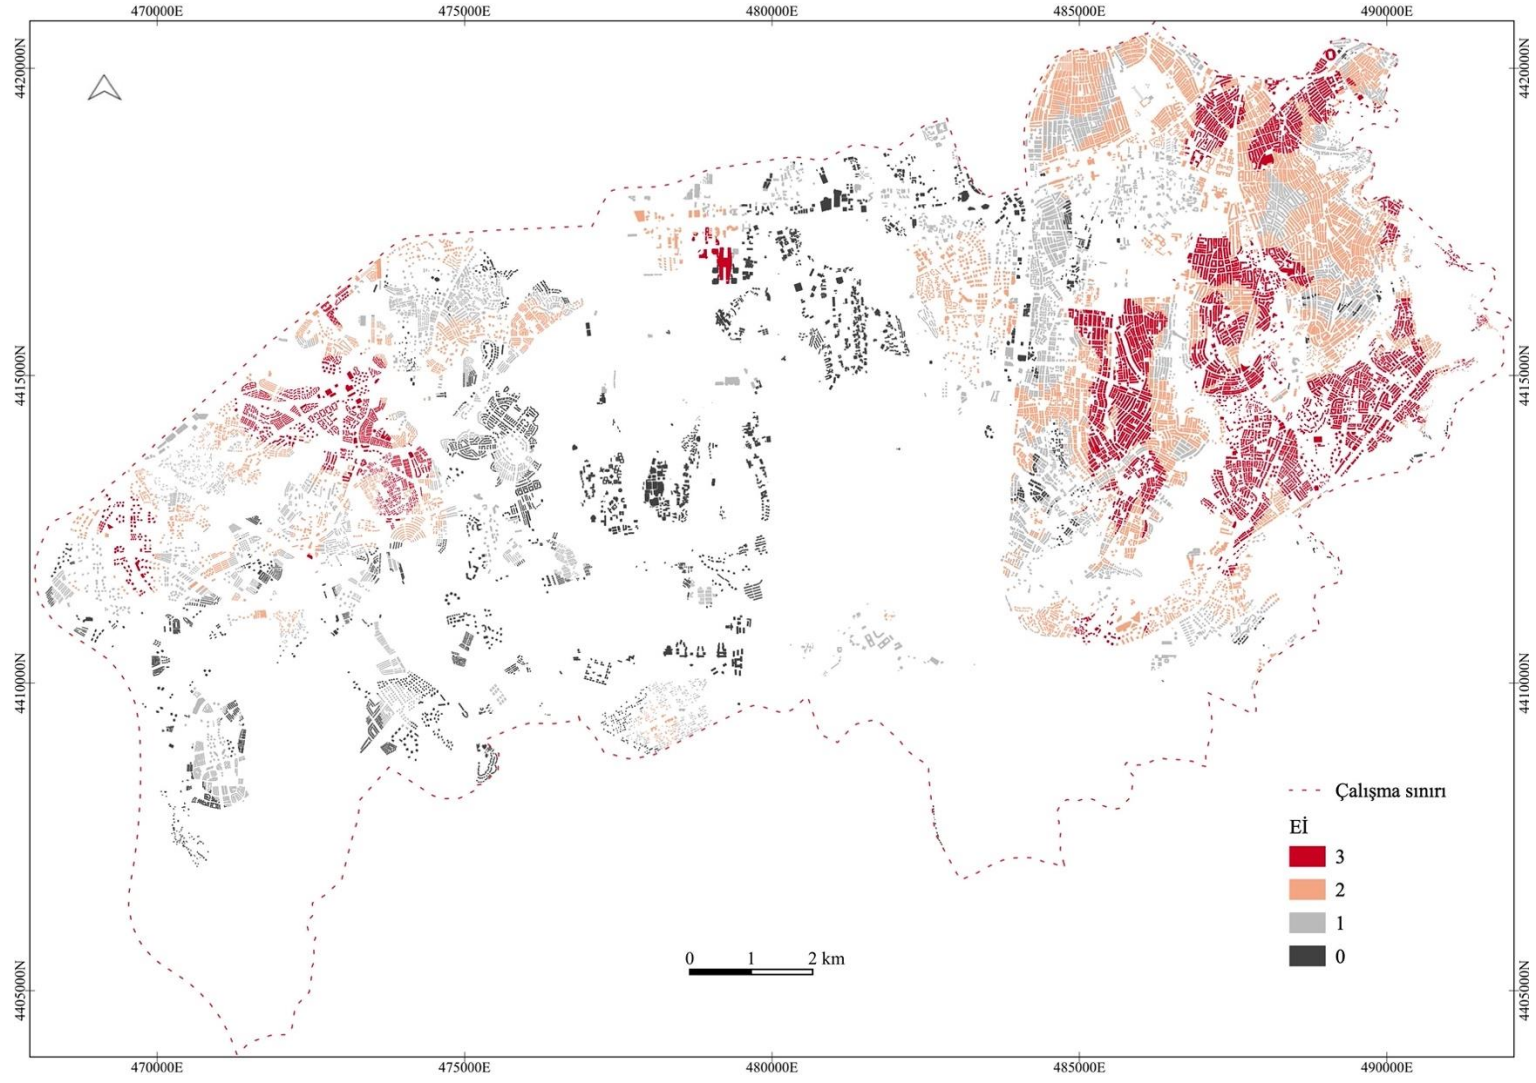 470000E 475000E 480000E 485000E 490000E
4420000N 4420000N
4415000N 4415000N
4410000N 4410000N
4405000N 4405000N
Çalışma sınırı
Eİ
3
2
1
0
0 1 2 km
470000E 475000E 480000E 485000E 490000E